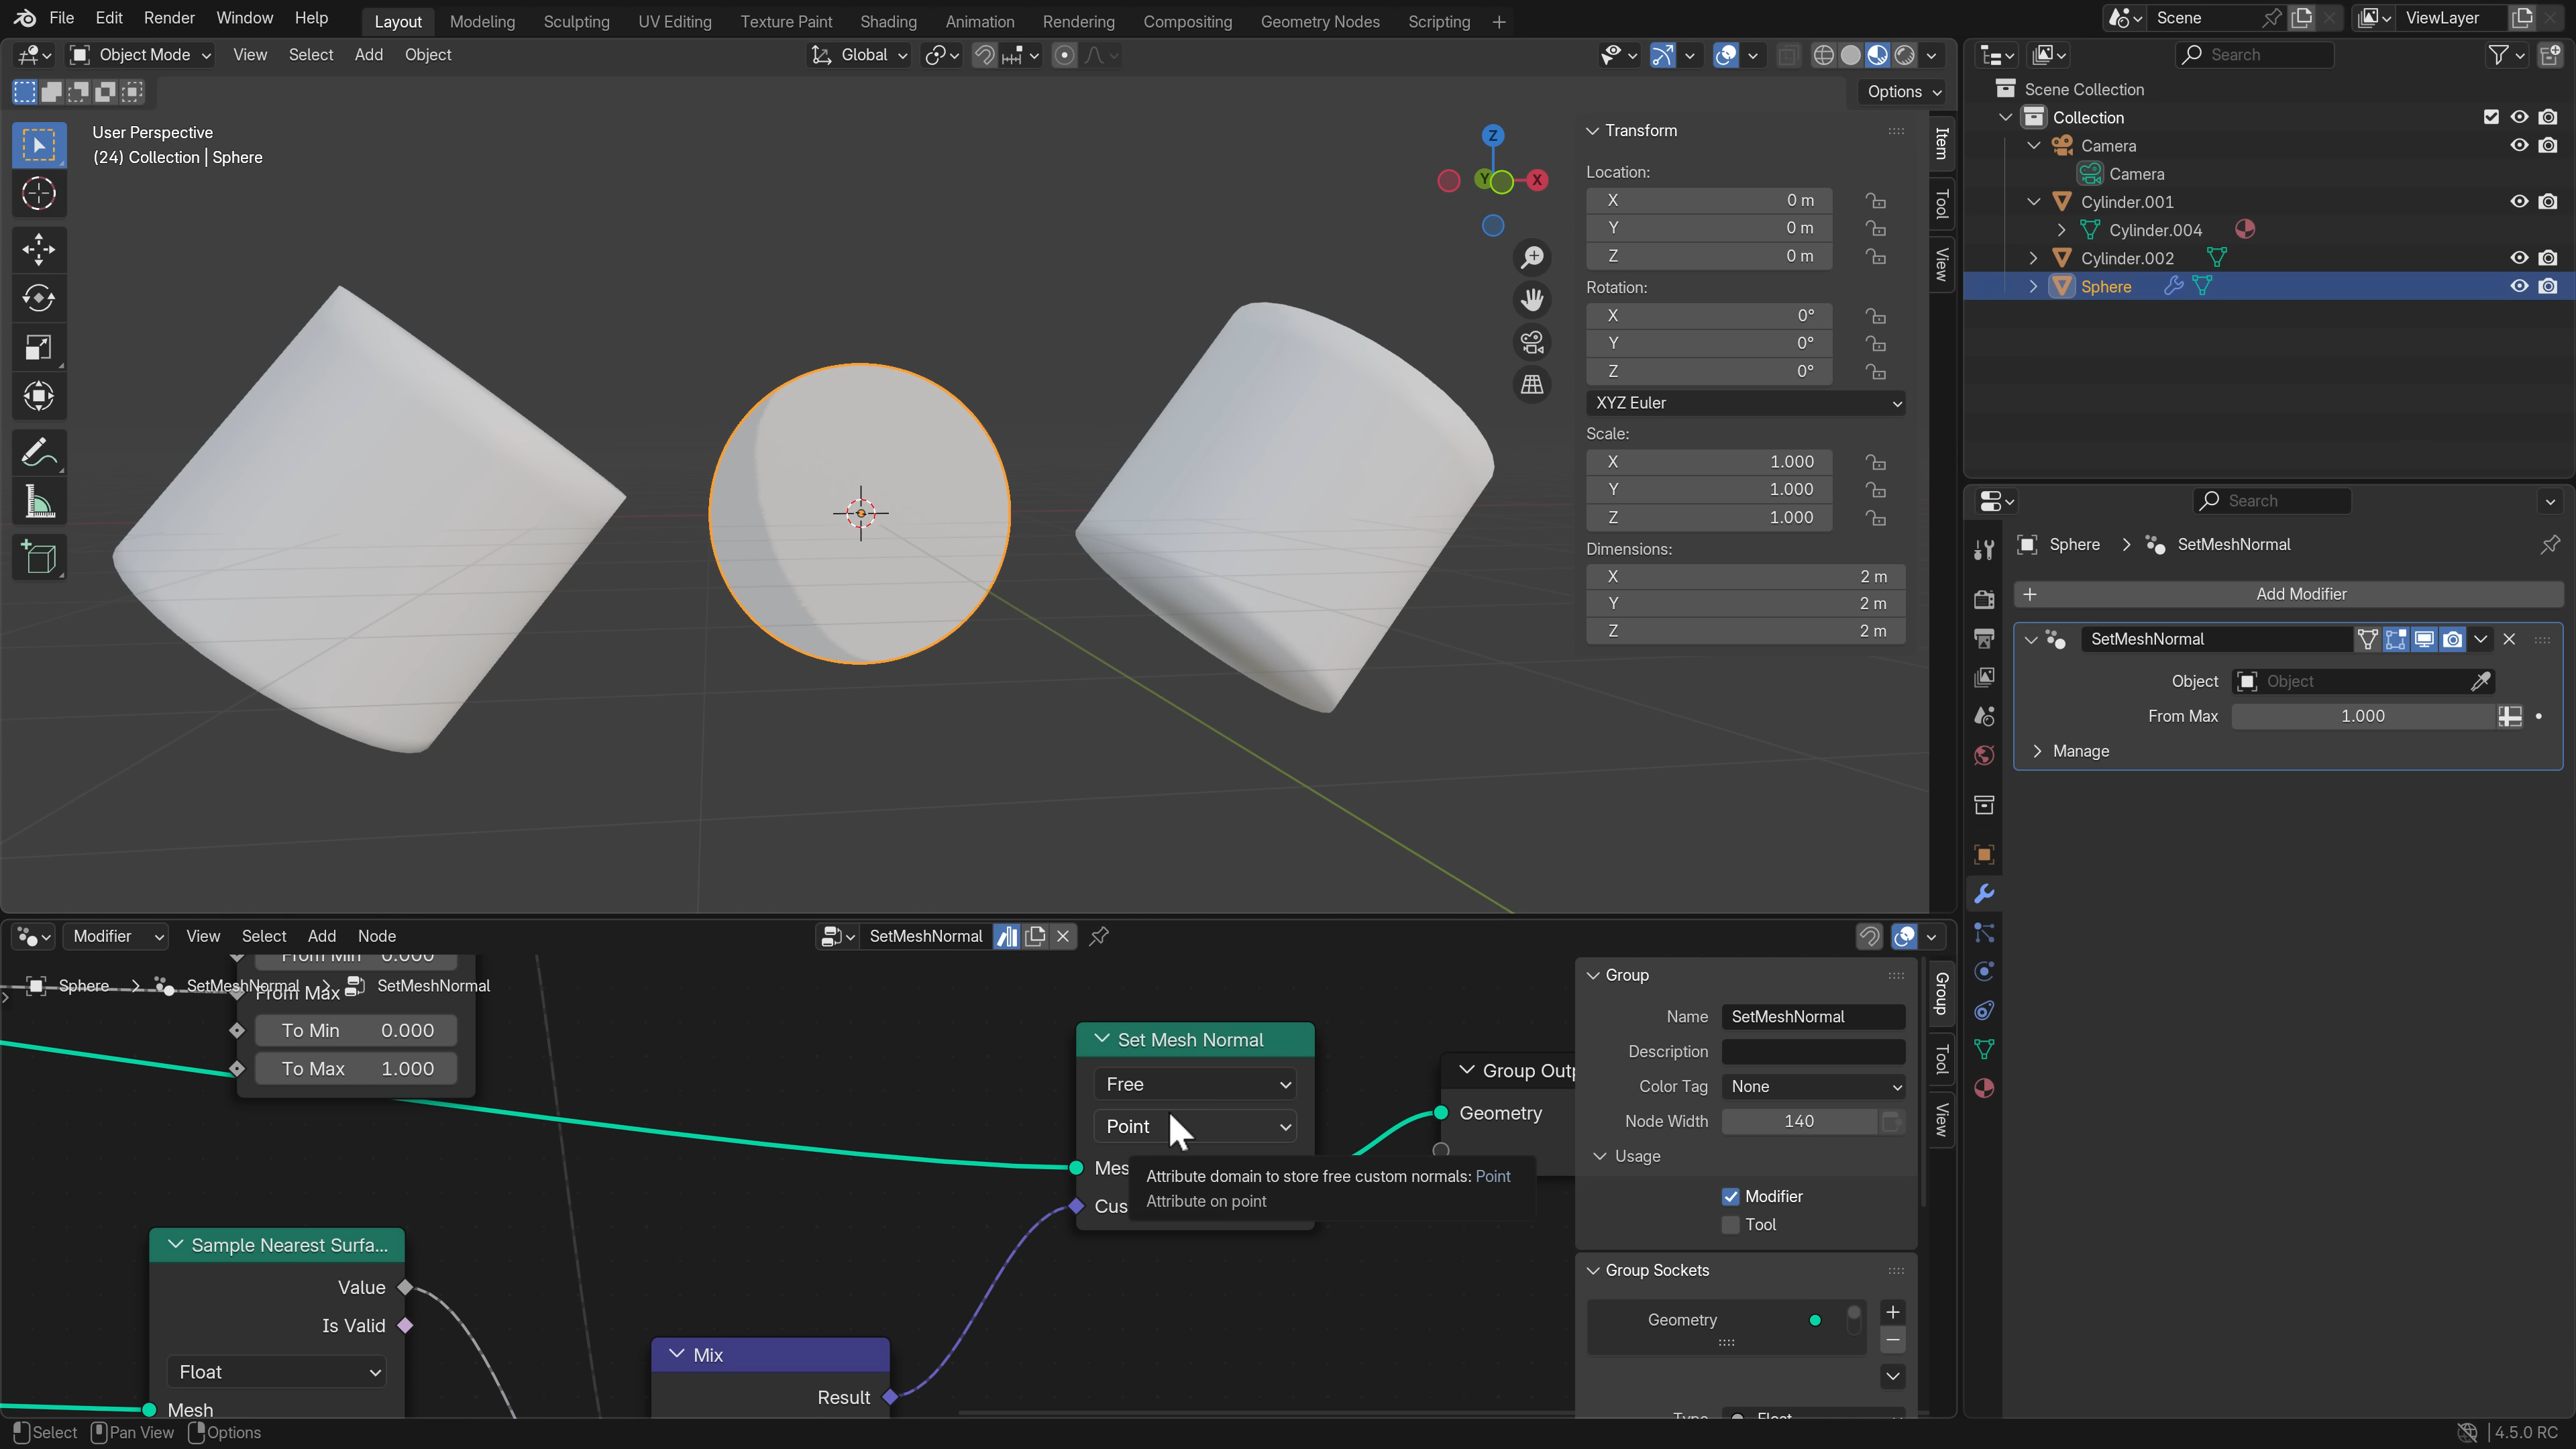 File Edit Render Window Help
Layout Modeling Sculpting UV Editing Texture Paint Shading Animation Rendering Compositing Geometry Nodes Scripting +
Scene
ViewLayer
Object Mode View Select Add Object
Global
Search
Options
User Perspective
(24) Collection | Sphere
Z
Y
X
Transform
Location:
X 0 m
Y 0 m
Z 0 m
Rotation:
X 0°
Y 0°
Z 0°
XYZ Euler
Scale:
X 1.000
Y 1.000
Z 1.000
Dimensions:
X 2 m
Y 2 m
Z 2 m
Item
Tool
View
Scene Collection
Collection
Camera
Camera
Cylinder.001
Cylinder.004
Cylinder.002
Sphere
Search
Sphere > SetMeshNormal
+ Add Modifier
SetMeshNormal
Object Object
From Max 1.000
Manage
Modifier View Select Add Node
SetMeshNormal
From Min 0.000
Sphere > SetMeshNormal > SetMeshNormal
From Max
To Min 0.000
To Max 1.000
Set Mesh Normal
Free
Point
Mes
Cus
Attribute domain to store free custom normals: Point
Attribute on point
Group Outp
Geometry
Sample Nearest Surfa...
Value
Is Valid
Float
Mesh
Mix
Result
Group
Name SetMeshNormal
Description
Color Tag None
Node Width 140
Usage
Modifier
Tool
Group Sockets
Geometry
Type Float
Group
Tool
View
Select Pan View Options
4.5.0 RC